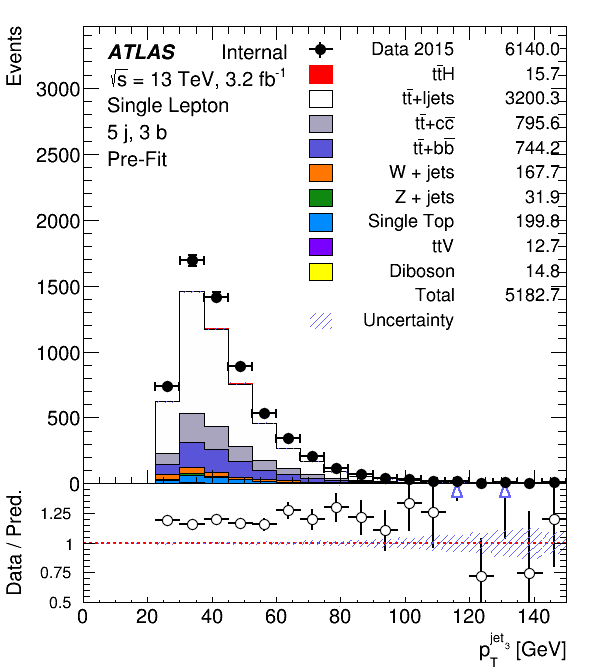 Events
ATLAS Internal
√s = 13 TeV, 3.2 fb⁻¹
Single Lepton
5 j, 3 b
Pre-Fit
Data 2015 6140.0
tt̄H 15.7
tt̄+ljets 3200.3
tt̄+cc̄ 795.6
tt̄+bb̄ 744.2
W + jets 167.7
Z + jets 31.9
Single Top 199.8
ttV 12.7
Diboson 14.8
Total 5182.7
Uncertainty
3000
2500
2000
1500
1000
500
0
Data / Pred.
1.25
1
0.75
0.5
0 20 40 60 80 100 120 140
p_T^{jet_3} [GeV]